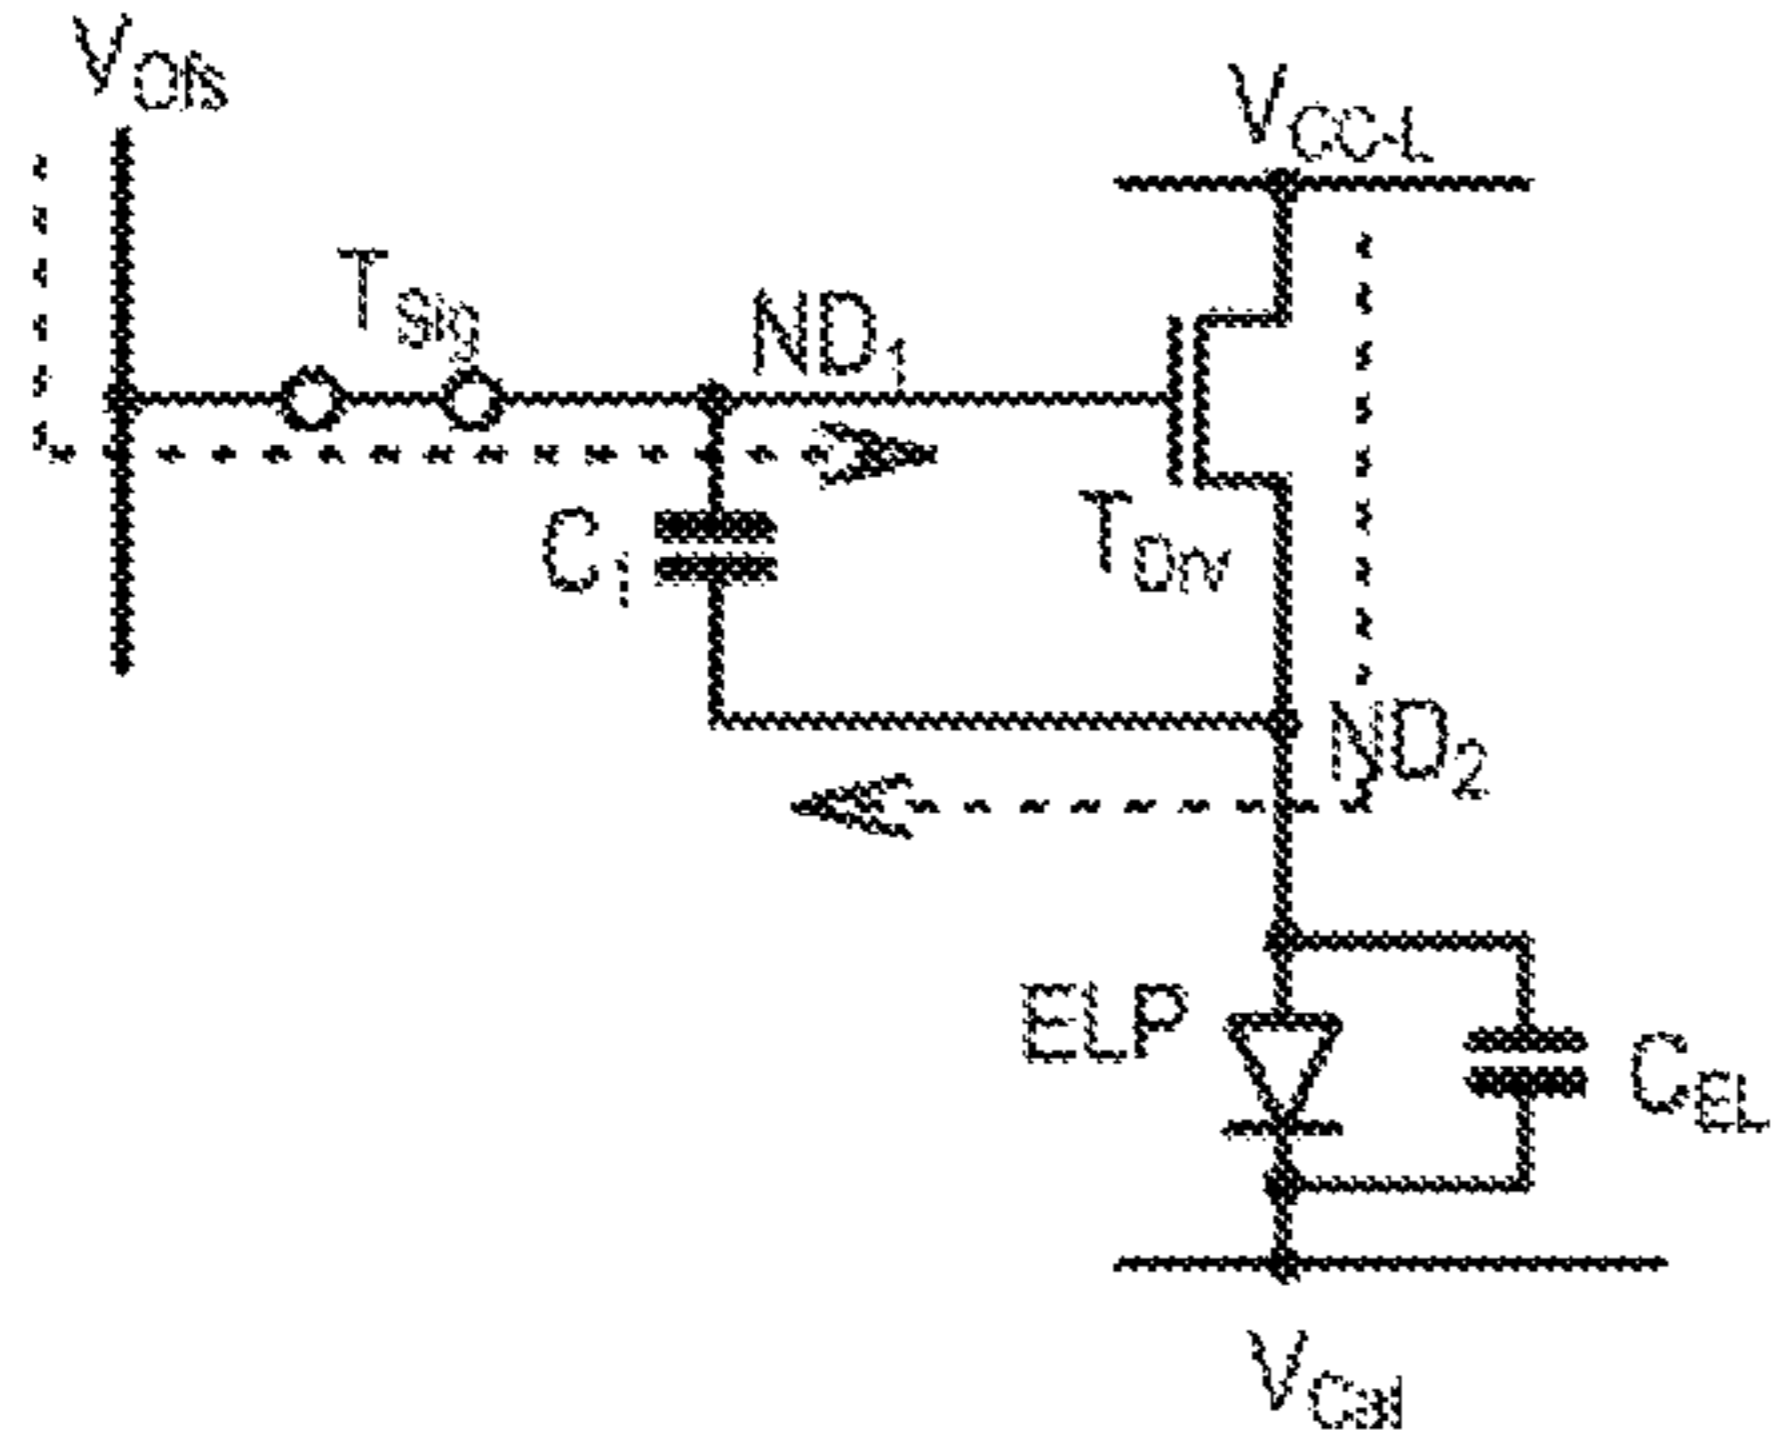 V_Ofs
V_CC-L
T_Sig
ND_1
C_1
T_Drv
ND_2
ELP
C_EL
V_Cat